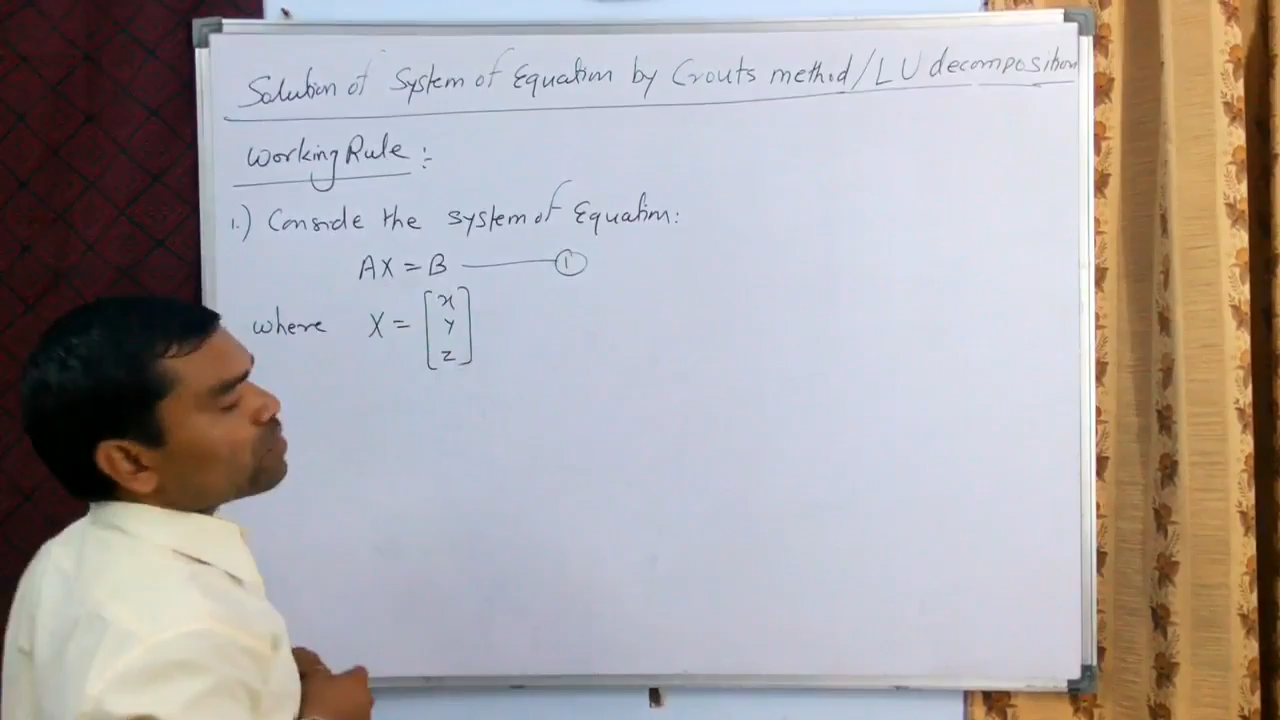 Solution of System of Equation by Crouts method/LU decomposition
Working Rule:
1.) Conside the system of Equation:
AX = B ——— ①
where X = [x
y
z]